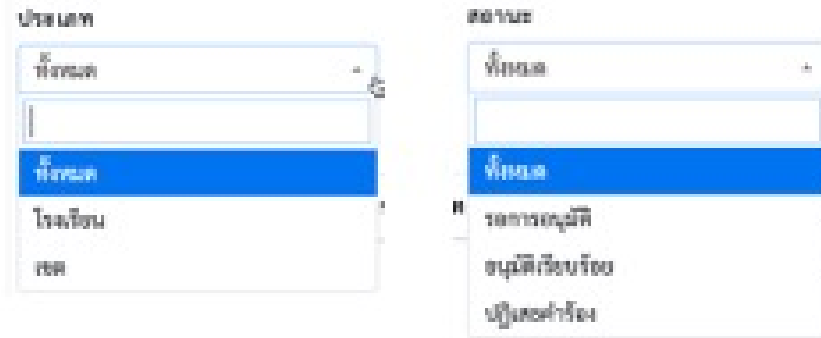 ประเภท
ทั้งหมด
ทั้งหมด
โรงเรียน
เขต
สถานะ
ทั้งหมด
ทั้งหมด
รอการอนุมัติ
อนุมัติเรียบร้อย
ปฏิเสธคำร้อง